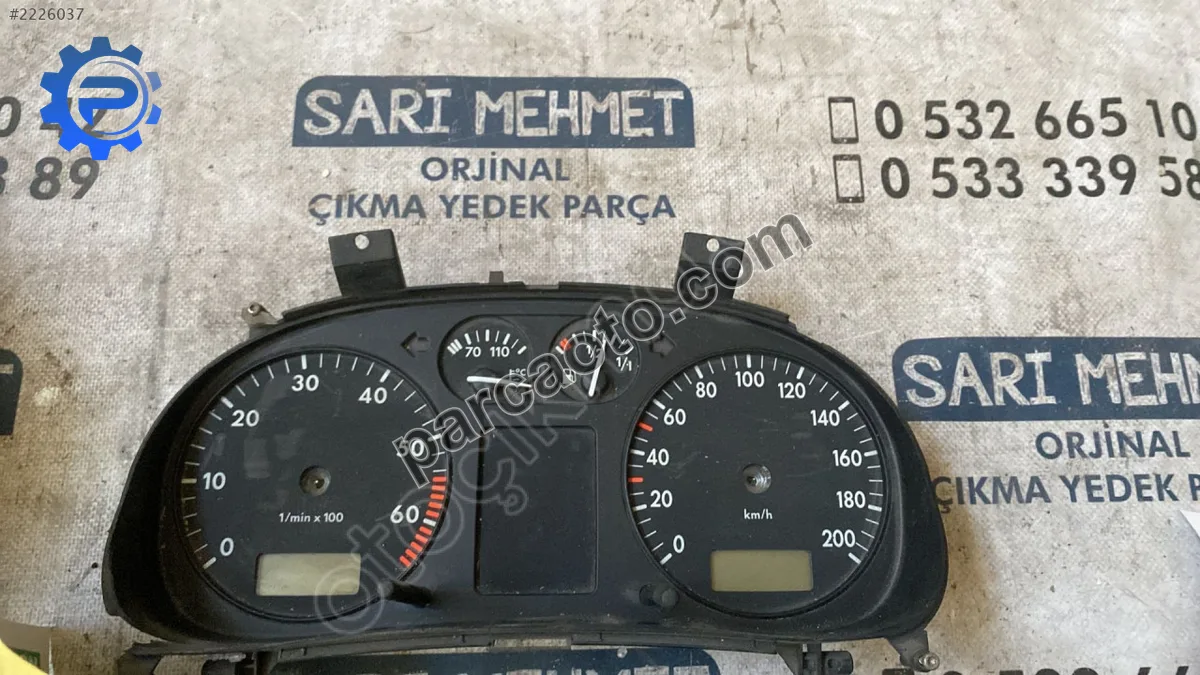 #2226037
SARI MEHMET
ORJİNAL
ÇIKMA YEDEK PARÇA
0 532 665 10
0 533 339 58
89
parcaoto.com
SARI MEHM
ORJİNAL
ÇIKMA YEDEK P
70 110
t°C
1/2
1/1
0
10
20
30
40
50
60
1/min x 100
0
20
40
60
80
100
120
140
160
180
200
km/h